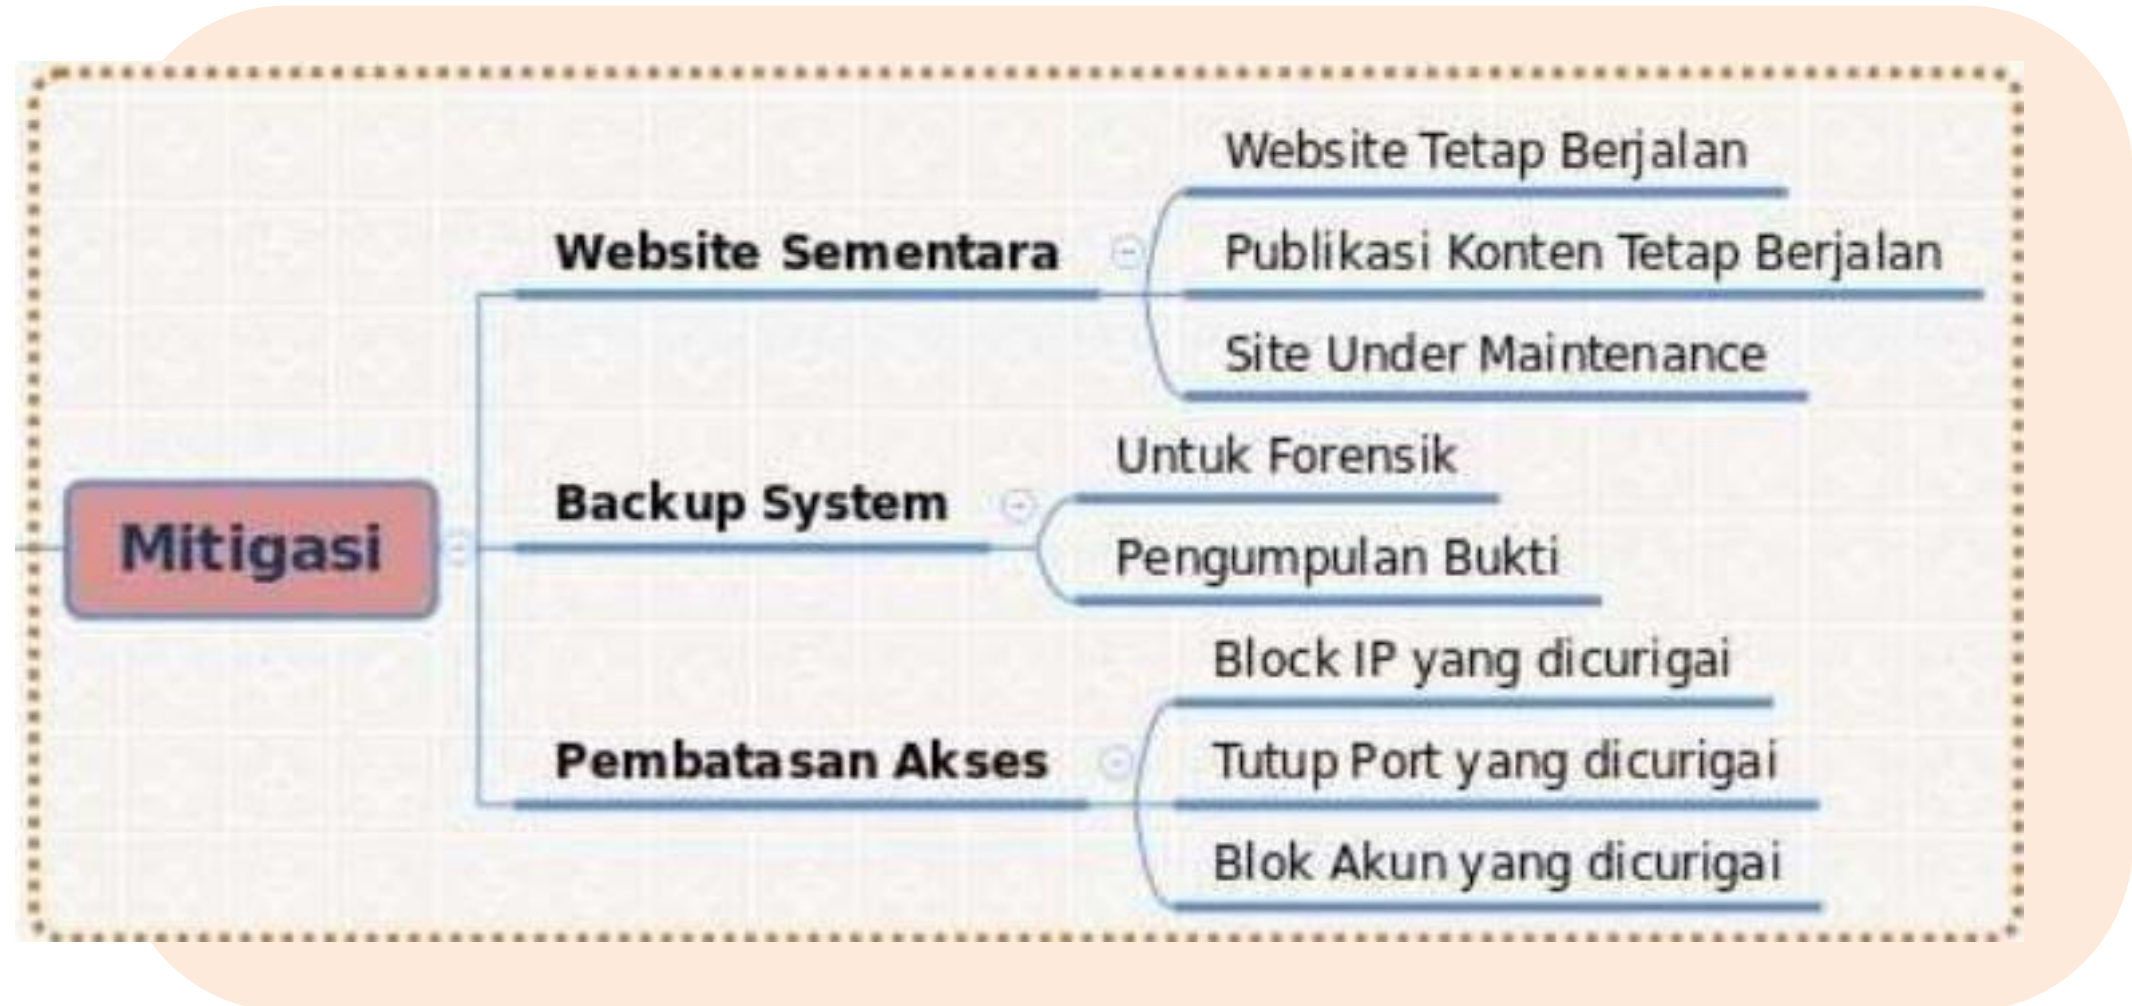 Mitigasi
Website Sementara
Website Tetap Berjalan
Publikasi Konten Tetap Berjalan
Site Under Maintenance
Backup System
Untuk Forensik
Pengumpulan Bukti
Pembatasan Akses
Block IP yang dicurigai
Tutup Port yang dicurigai
Blok Akun yang dicurigai